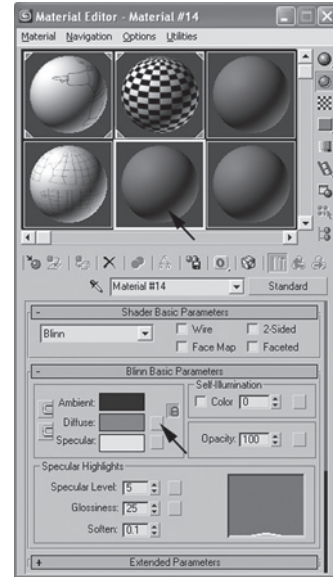 Material Editor - Material #14
Material Navigation Options Utilities
Material #14 Standard
Shader Basic Parameters
Blinn Wire 2-Sided
Face Map Faceted
Blinn Basic Parameters
Self-Illumination
Ambient: Color 0
Diffuse:
Specular: Opacity: 100
Specular Highlights
Specular Level: 5
Glossiness: 25
Soften: 0.1
Extended Parameters